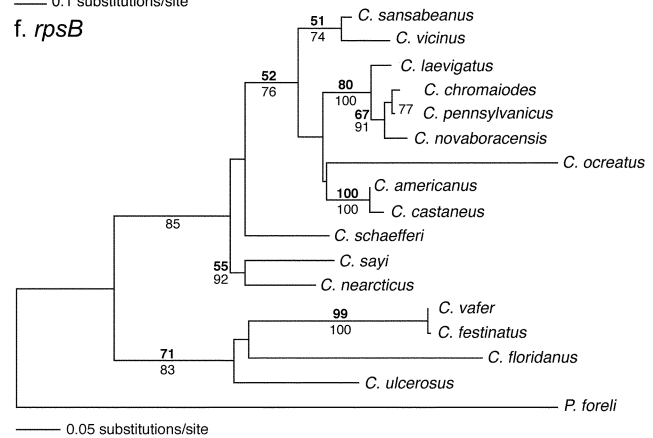 0.1 substitutions/site
f. rpsB
51
74
C. sansabeanus
C. vicinus
52
76
C. laevigatus
80
100
C. chromaiodes
77
67
91
C. pennsylvanicus
C. novaboracensis
C. ocreatus
100
100
C. americanus
C. castaneus
85
C. schaefferi
55
92
C. sayi
C. nearcticus
99
100
C. vafer
C. festinatus
71
83
C. floridanus
C. ulcerosus
P. foreli
0.05 substitutions/site